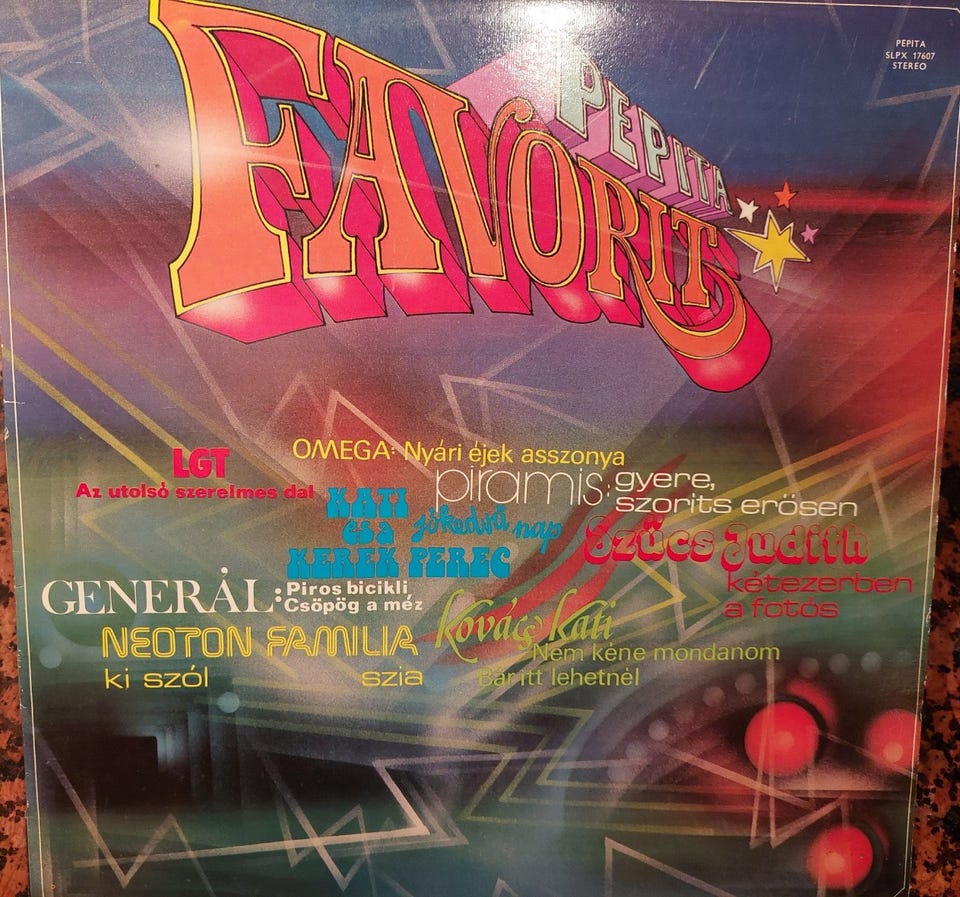 PEPITA
SLPX 17607
STEREO
PEPITA
FAVORIT
OMEGA: Nyári éjek asszonya
LGT
Az utolsó szerelmes dal
piramis: gyere,
szorits erösen
KATI
és a
KEREK PEREC
jókedvű nap
Szűcs Judith
kétezerben
a fotós
GENERÁL:
Piros bicikli
Csöpög a méz
NEOTON FAMILIA
ki szól szia
Kovács Kati
Nem kéne mondanom
Bár itt lehetnél